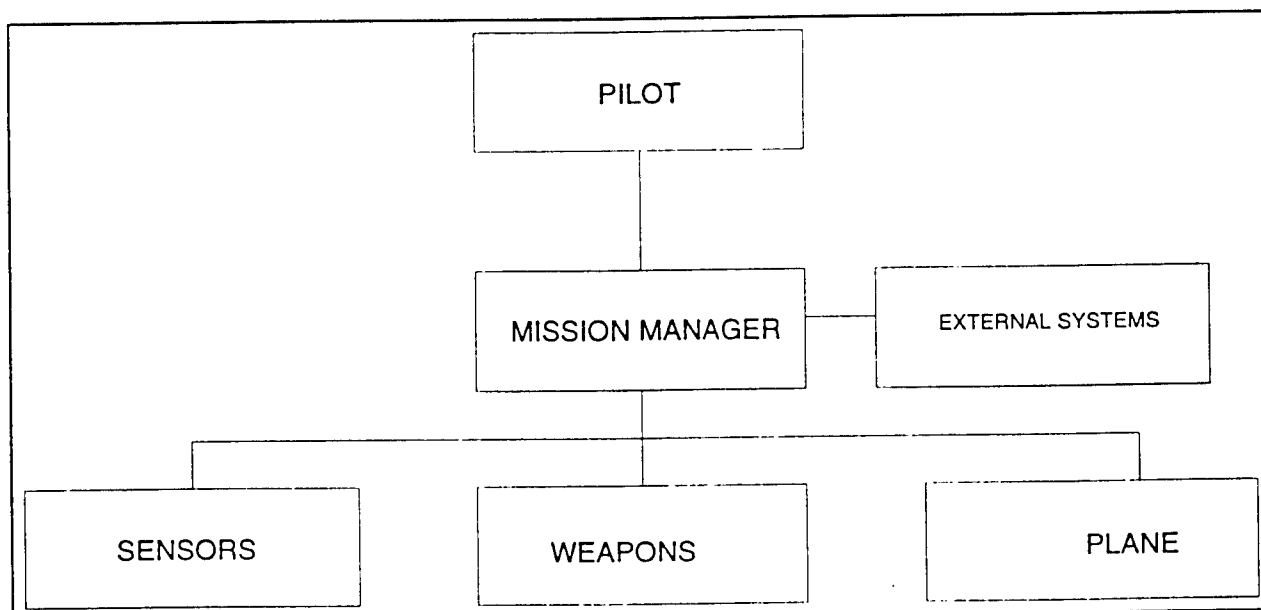 PILOT
MISSION MANAGER
EXTERNAL SYSTEMS
SENSORS
WEAPONS
PLANE